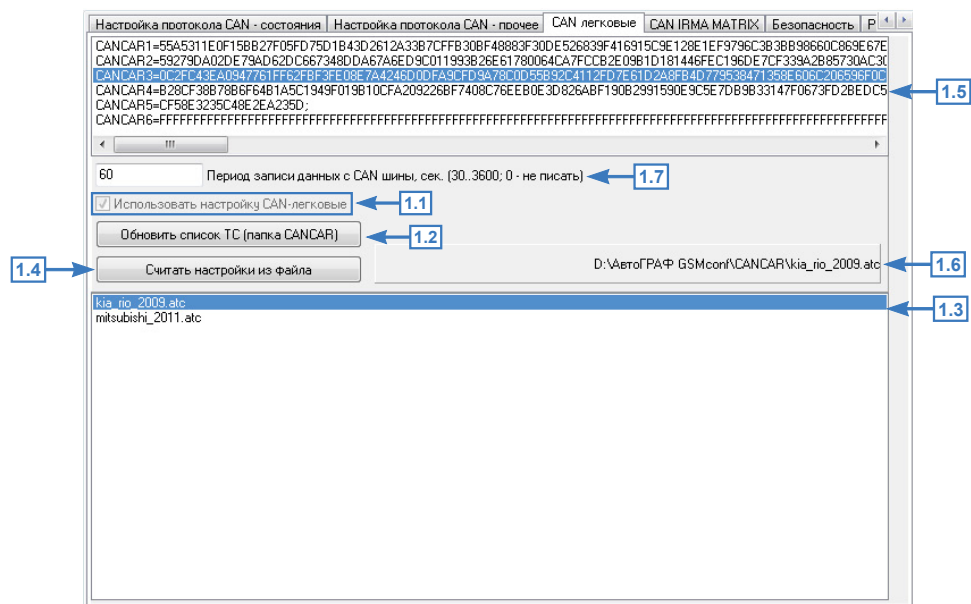 Настройка протокола CAN - состояния Настройка протокола CAN - прочее CAN легковые CAN IRMA MATRIX Безопасность Р
CANCAR1=55A5311E0F15BB27F05FD75D1B43D2612A33B7CFFB30BF48883F30DE526839F416915C9E128E1EF9796C3B3BB98660C869E67E
CANCAR2=59279DA02DE79AD62DC667348DDA67A6ED9C011993B26E61780064CA7FCCB2E09B1D181446FEC196DE7CF339A2B85730AC30
CANCAR3=0C2FC43EA0947761FF62FBF3FE08E7A4246D0DFA9CFD9A78C0D55B92C4112FD7E61D2A8FB4D779538471358E606C206596F0C
CANCAR4=B28CF38B78B6F64B1A5C1949F019B10CFA209226BF7408C76EEB0E3D826ABF190B2991590E9C5E7DB9B33147F0673FD2BEDC5
1.5
CANCAR5=CF58E3235C48E2EA235D;
CANCAR6=FFFFFFFFFFFFFFFFFFFFFFFFFFFFFFFFFFFFFFFFFFFFFFFFFFFFFFFFFFFFFFFFFFFFFFFFFFFFFFFFFFFFFFFFFFFFFFFFFFFF
60 Период записи данных с CAN шины, сек. (30..3600; 0 - не писать) 1.7
Использовать настройку CAN-легковые 1.1
Обновить список ТС (папка CANCAR) 1.2
1.4 Считать настройки из файла D:\АвтоГРАФ GSMconf\CANCAR\kia_rio_2009.atc 1.6
kia_rio_2009.atc 1.3
mitsubishi_2011.atc